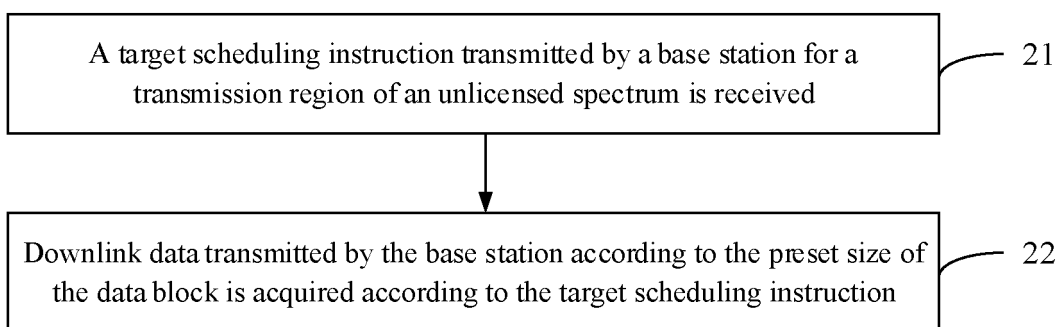 A target scheduling instruction transmitted by a base station for a
transmission region of an unlicensed spectrum is received
21
Downlink data transmitted by the base station according to the preset size of
the data block is acquired according to the target scheduling instruction
22